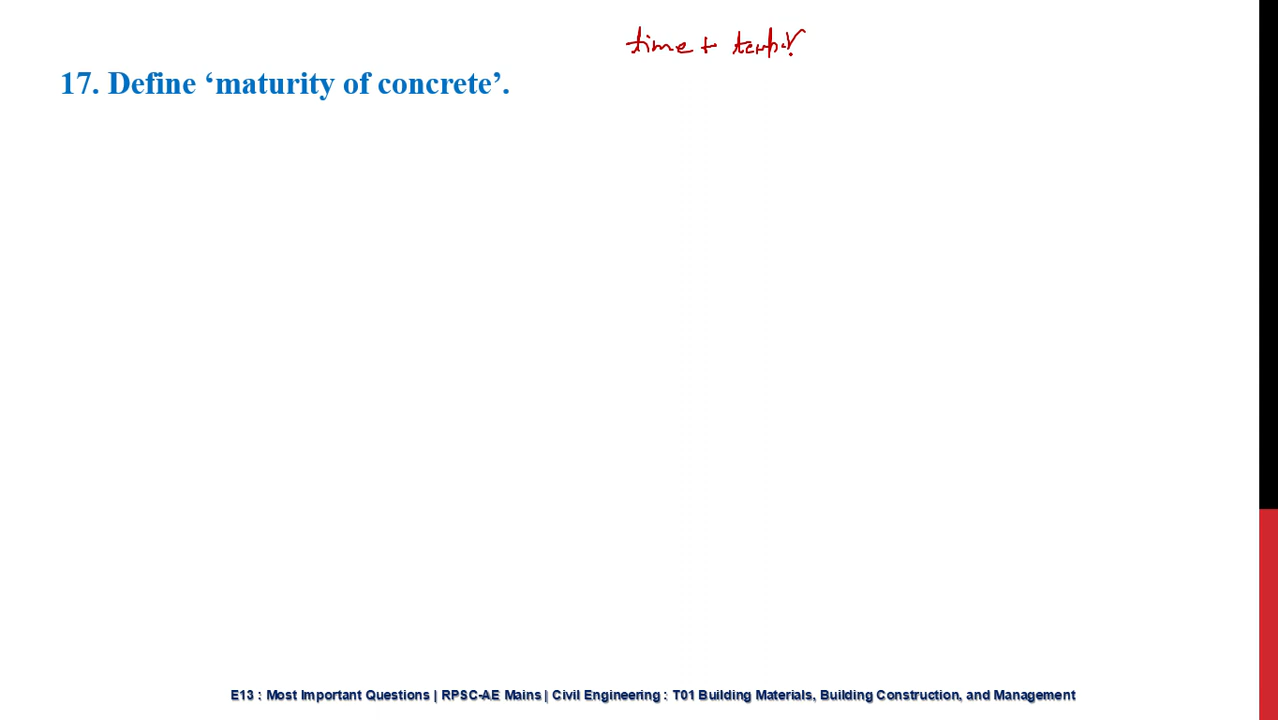 time + temp.r
17. Define ‘maturity of concrete’.
E13 : Most Important Questions | RPSC-AE Mains | Civil Engineering : T01 Building Materials, Building Construction, and Management